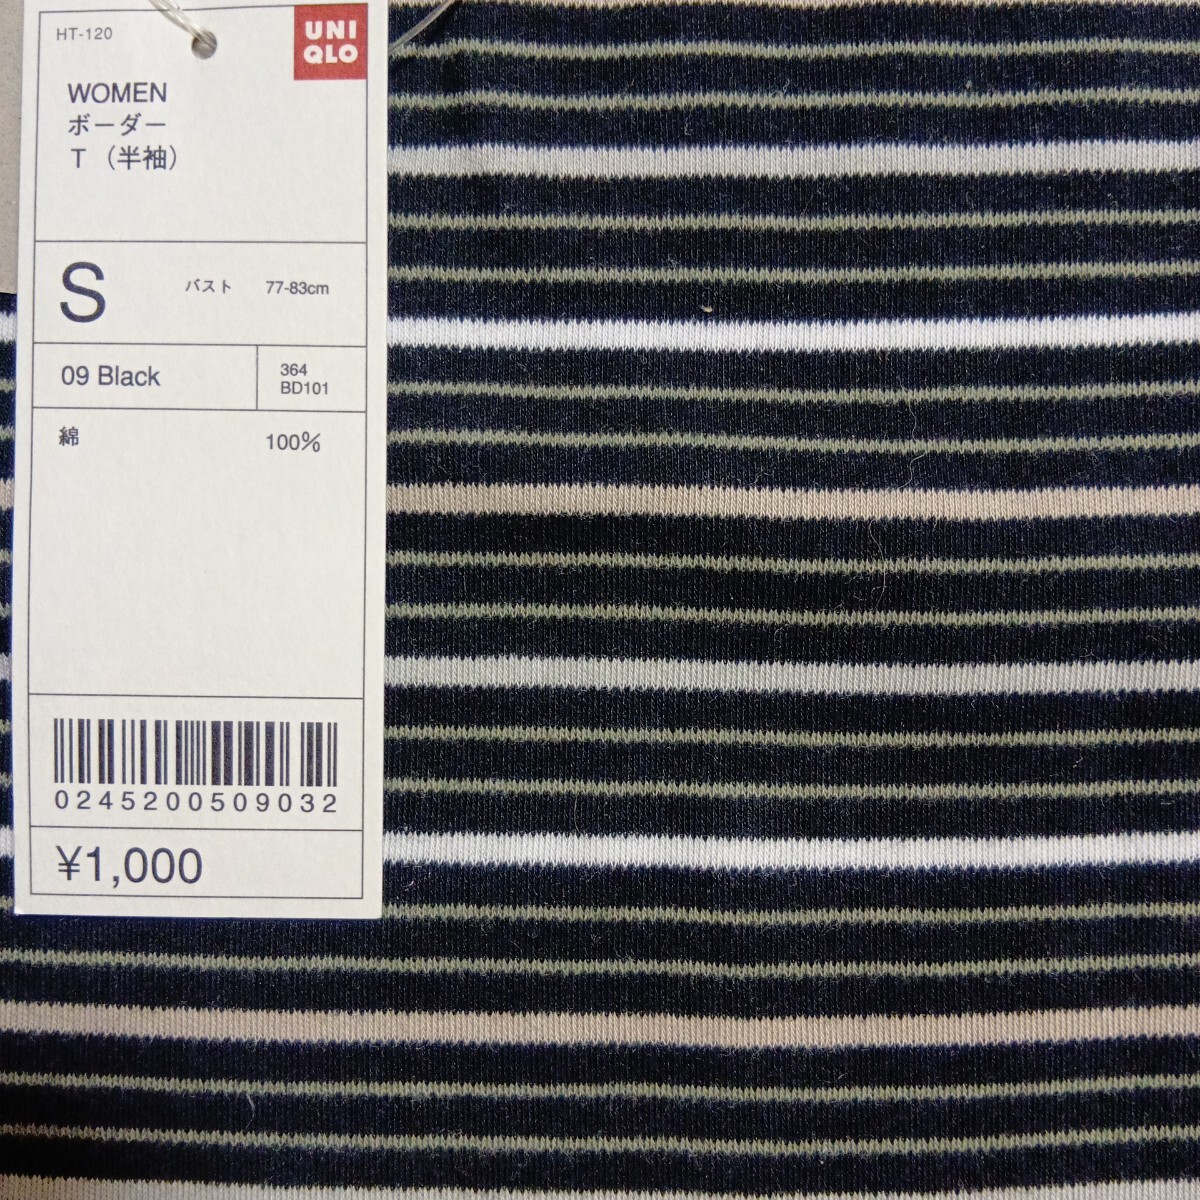 HT-120
UNI
QLO
WOMEN
ボーダー
T（半袖）
S バスト 77-83cm
09 Black
364
BD101
綿 100%
0245200509032
¥1,000